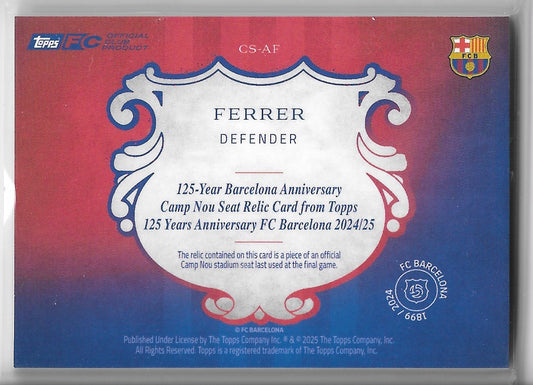 topps FC OFFICIAL CLUB PRODUCT
CS-AF
FCB
FERRER
DEFENDER
125-Year Barcelona Anniversary
Camp Nou Seat Relic Card from Topps
125 Years Anniversary FC Barcelona 2024/25
The relic contained on this card is a piece of an official
Camp Nou stadium seat last used at the final game.
FC BARCELONA
125
1899 / 2024
© FC BARCELONA
Published Under License by The Topps Company Inc. ® & © 2025 The Topps Company, Inc.
All Rights Reserved. Topps is a registered trademark of The Topps Company, Inc.